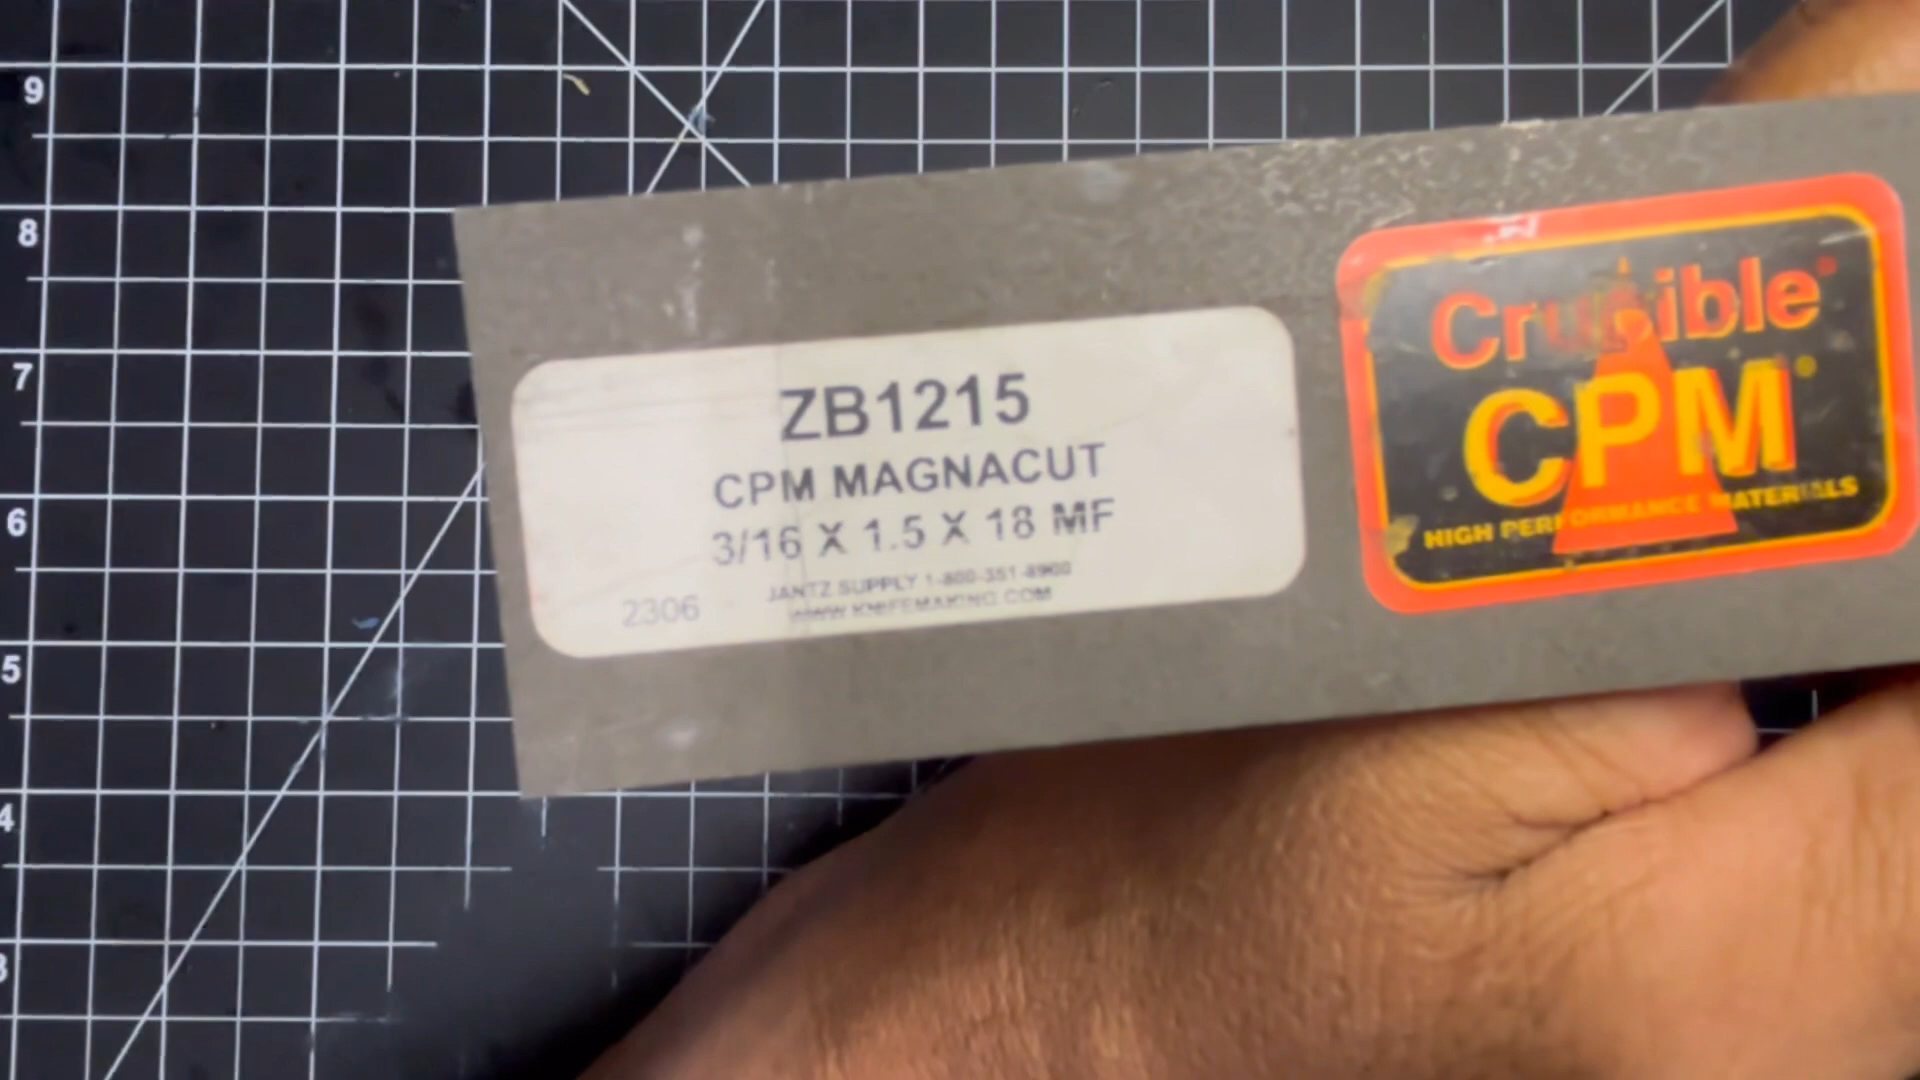 9
8
7
6
5
4
3
ZB1215
CPM MAGNACUT
3/16 X 1.5 X 18 MF
JANTZ SUPPLY 1-800-351-8900
WWW.KNIFEMAKING.COM
2306
Crucible®
CPM®
HIGH PERFORMANCE MATERIALS